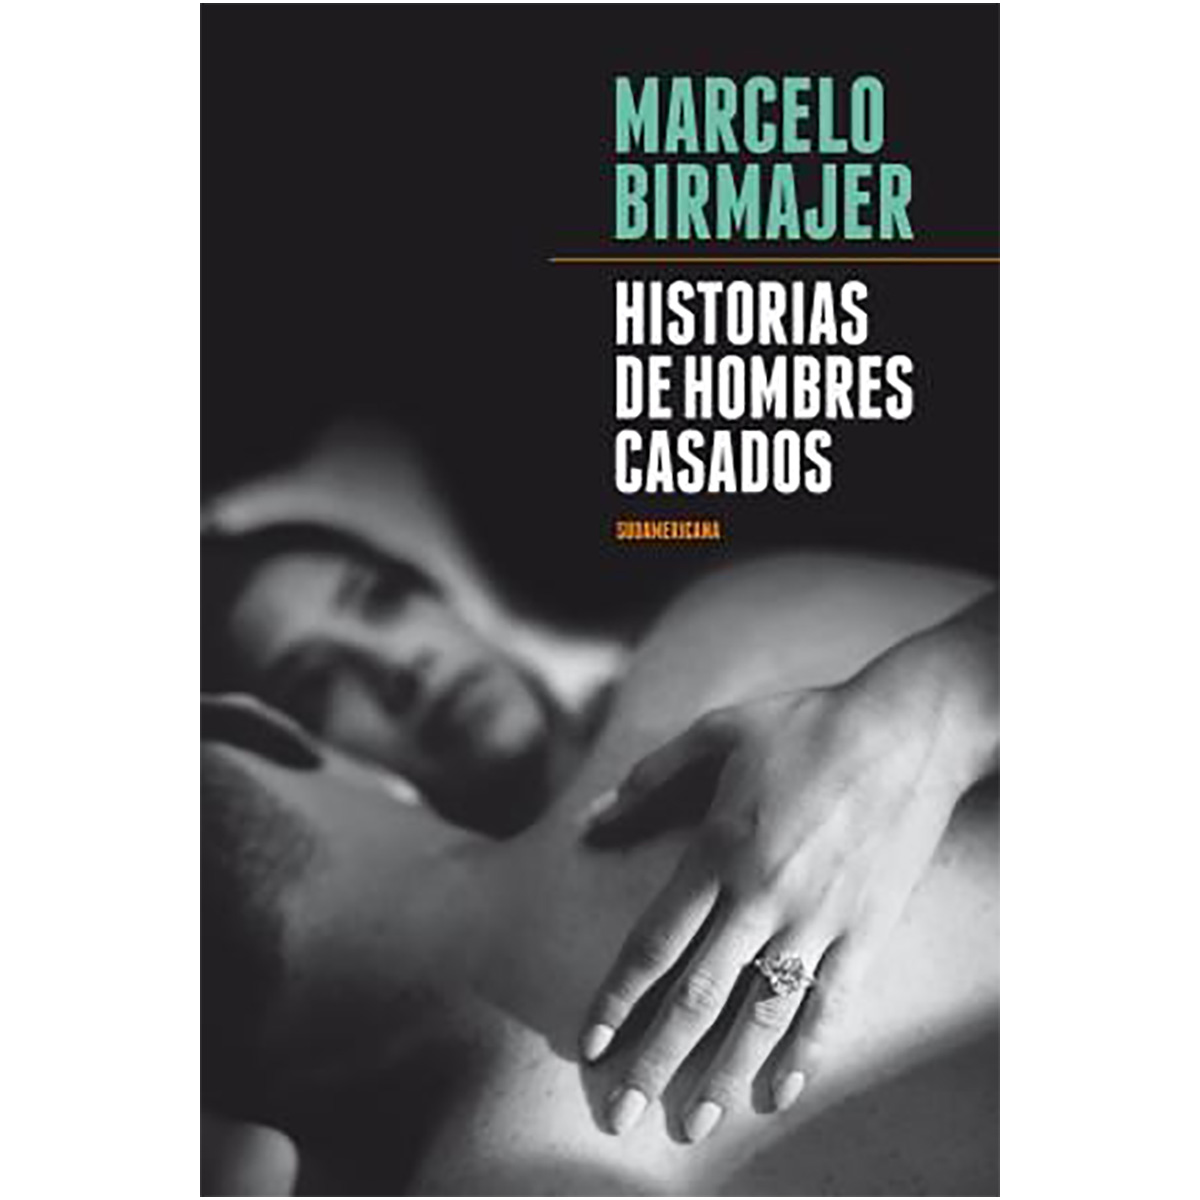 MARCELO
BIRMAJER
HISTORIAS
DE HOMBRES
CASADOS
SUDAMERICANA